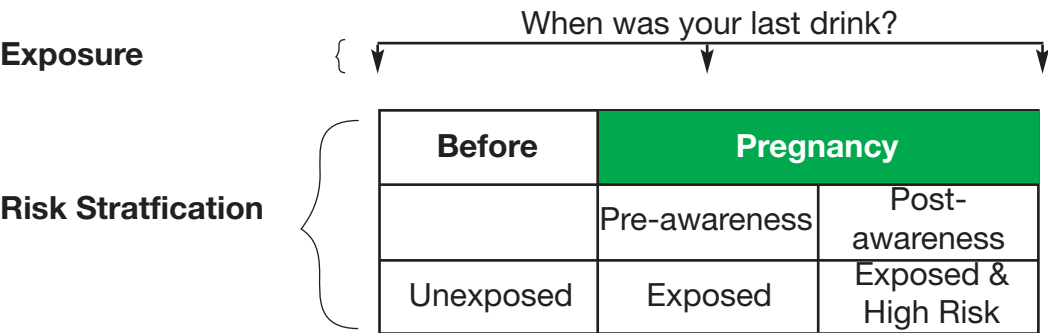 When was your last drink?
Exposure
Before
Pregnancy
Risk Stratfication
Pre-awareness
Post-
awareness
Unexposed
Exposed
Exposed &
High Risk